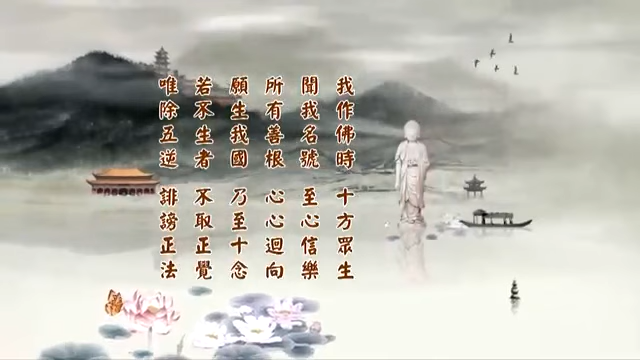 我作佛時 十方眾生
聞我名號 至心信樂
所有善根 心心迴向
願生我國 乃至十念
若不生者 不取正覺
唯除五逆 誹謗正法